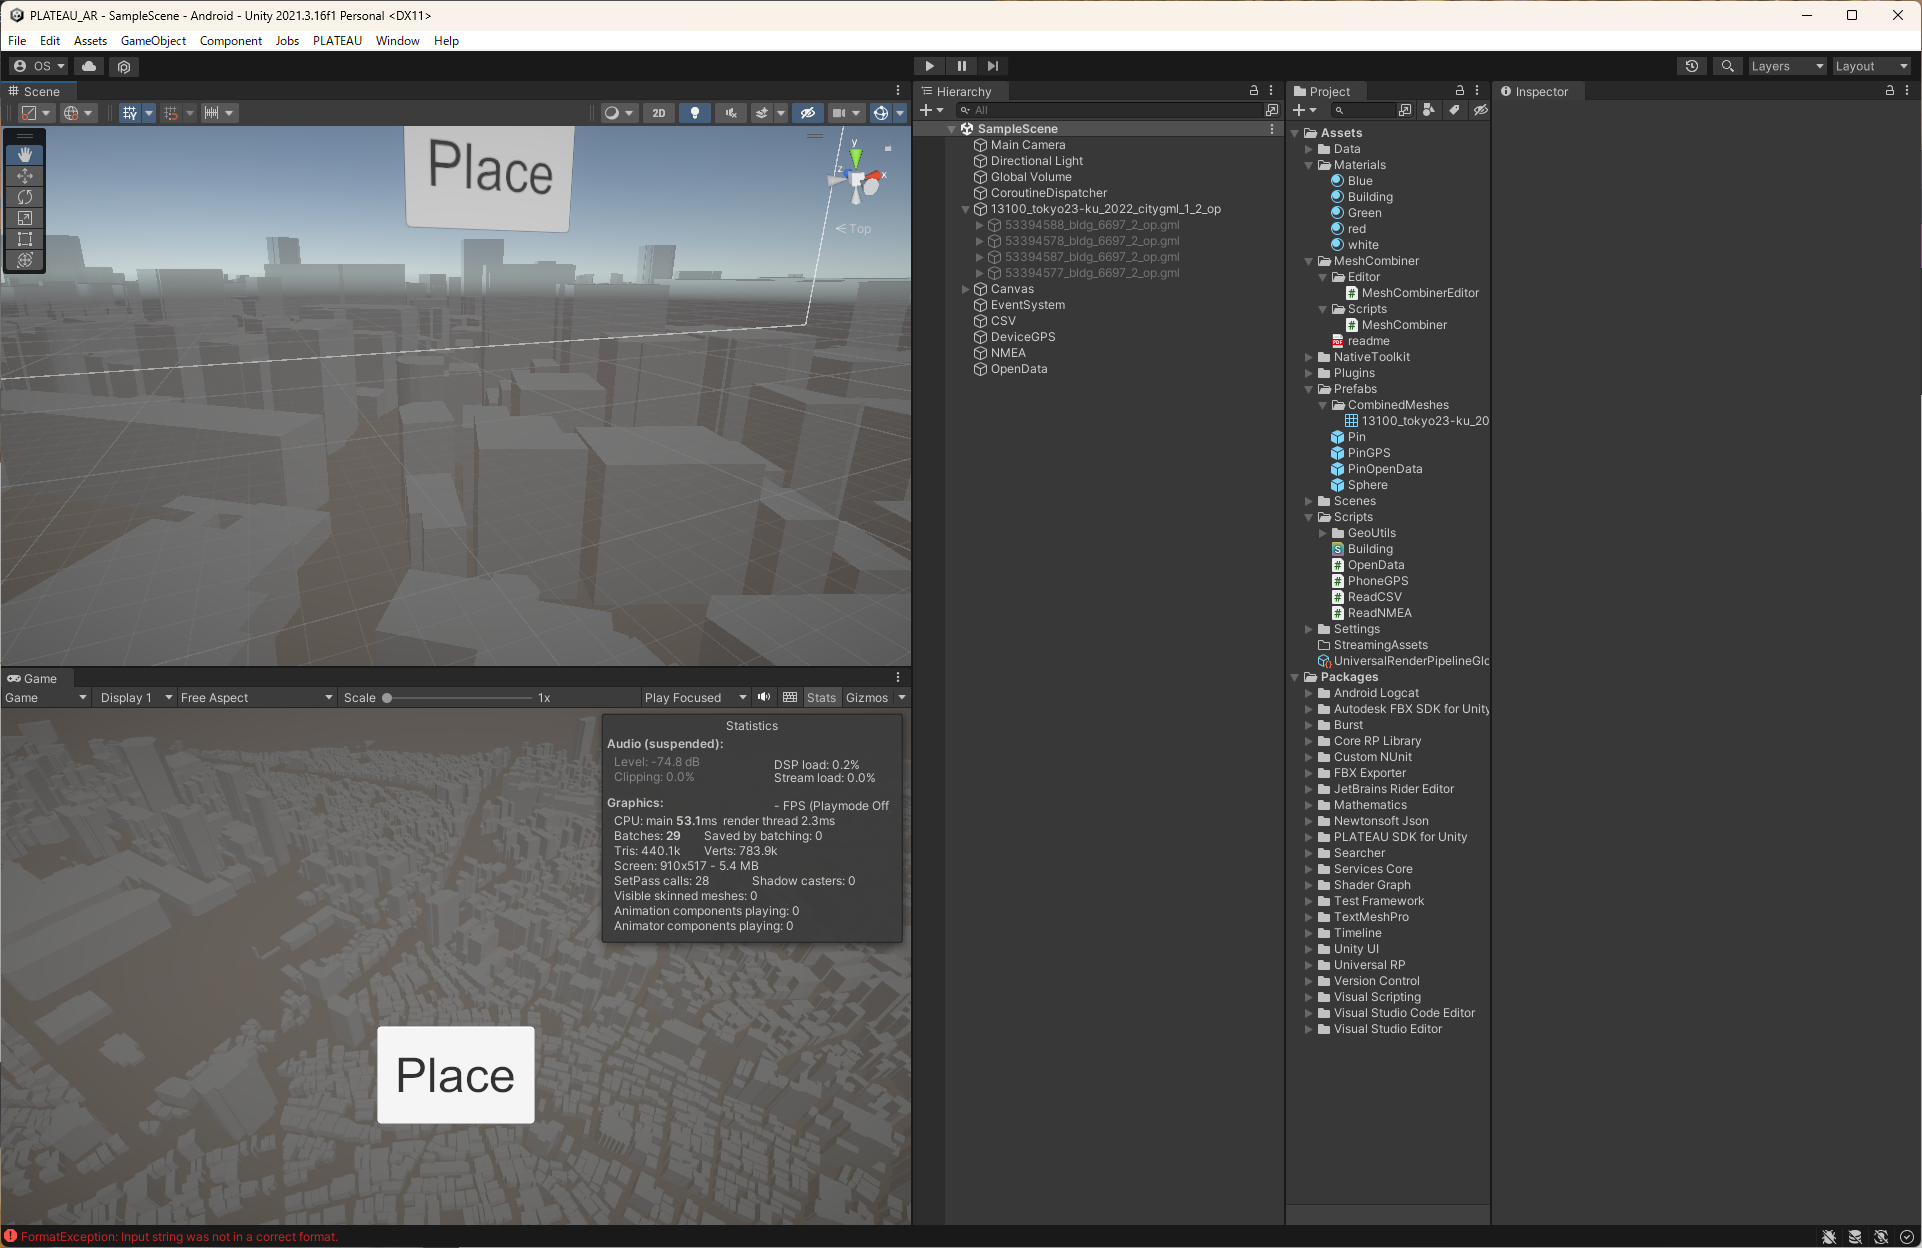 PLATEAU_AR - SampleScene - Android - Unity 2021.3.16f1 Personal <DX11>
File Edit Assets GameObject Component Jobs PLATEAU Window Help
OS
Layers
Layout
Scene
2D
Place
y
x
z
Top
Game
Game
Display 1
Free Aspect
Scale
1x
Play Focused
Stats
Gizmos
Statistics
Audio (suspended):
Level: -74.8 dB
DSP load: 0.2%
Clipping: 0.0%
Stream load: 0.0%
Graphics:
- FPS (Playmode Off
CPU: main 53.1ms render thread 2.3ms
Batches: 29 Saved by batching: 0
Tris: 440.1k Verts: 783.9k
Screen: 910x517 - 5.4 MB
SetPass calls: 28 Shadow casters: 0
Visible skinned meshes: 0
Animation components playing: 0
Animator components playing: 0
Place
FormatException: Input string was not in a correct format.
Hierarchy
All
SampleScene
Main Camera
Directional Light
Global Volume
CoroutineDispatcher
13100_tokyo23-ku_2022_citygml_1_2_op
53394588_bldg_6697_2_op.gml
53394578_bldg_6697_2_op.gml
53394587_bldg_6697_2_op.gml
53394577_bldg_6697_2_op.gml
Canvas
EventSystem
CSV
DeviceGPS
NMEA
OpenData
Project
Assets
Data
Materials
Blue
Building
Green
red
white
MeshCombiner
Editor
MeshCombinerEditor
Scripts
MeshCombiner
readme
NativeToolkit
Plugins
Prefabs
CombinedMeshes
13100_tokyo23-ku_20
Pin
PinGPS
PinOpenData
Sphere
Scenes
Scripts
GeoUtils
Building
OpenData
PhoneGPS
ReadCSV
ReadNMEA
Settings
StreamingAssets
UniversalRenderPipelineGlo
Packages
Android Logcat
Autodesk FBX SDK for Unity
Burst
Core RP Library
Custom NUnit
FBX Exporter
JetBrains Rider Editor
Mathematics
Newtonsoft Json
PLATEAU SDK for Unity
Searcher
Services Core
Shader Graph
Test Framework
TextMeshPro
Timeline
Unity UI
Universal RP
Version Control
Visual Scripting
Visual Studio Code Editor
Visual Studio Editor
Inspector